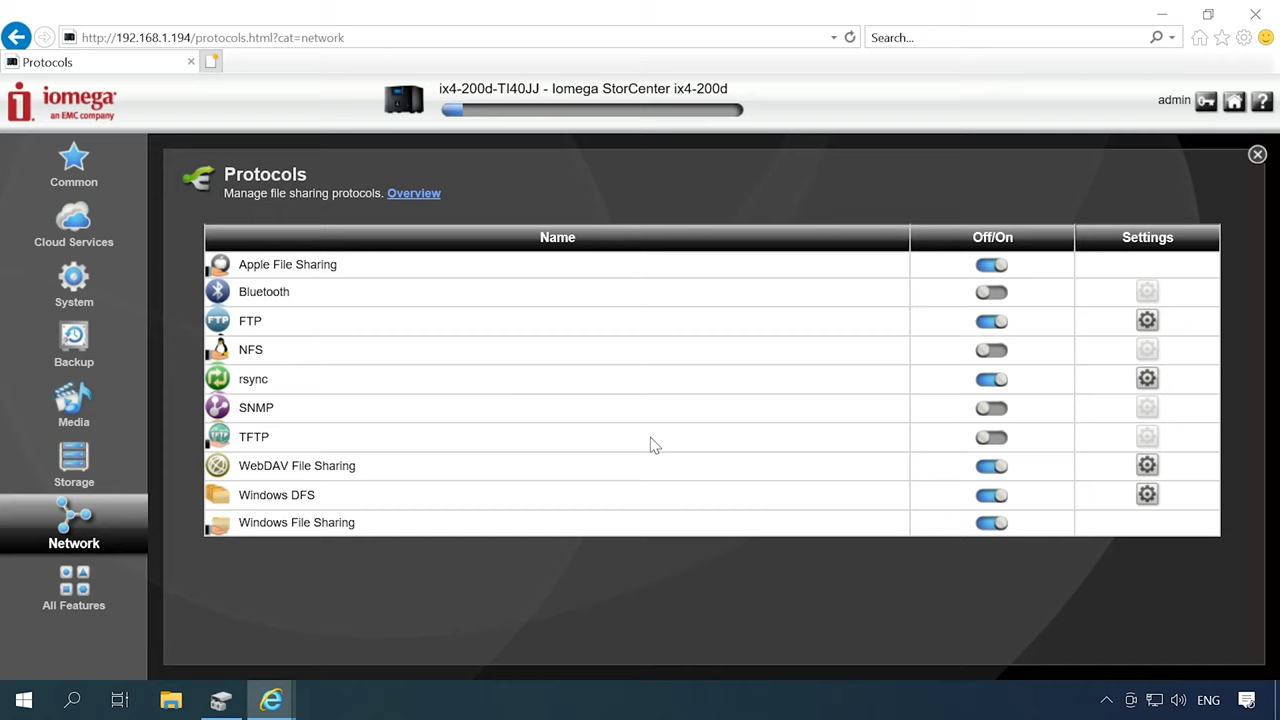 http://192.168.1.194/protocols.html?cat=network
Search...
Protocols
iomega
an EMC company
ix4-200d-TI40JJ - Iomega StorCenter ix4-200d
admin
Common
Cloud Services
System
Backup
Media
Storage
Network
All Features
Protocols
Manage file sharing protocols. Overview
Name Off/On Settings
Apple File Sharing
Bluetooth
FTP FTP
NFS
rsync
SNMP
TFTP TFTP
WebDAV File Sharing
Windows DFS
Windows File Sharing
ENG